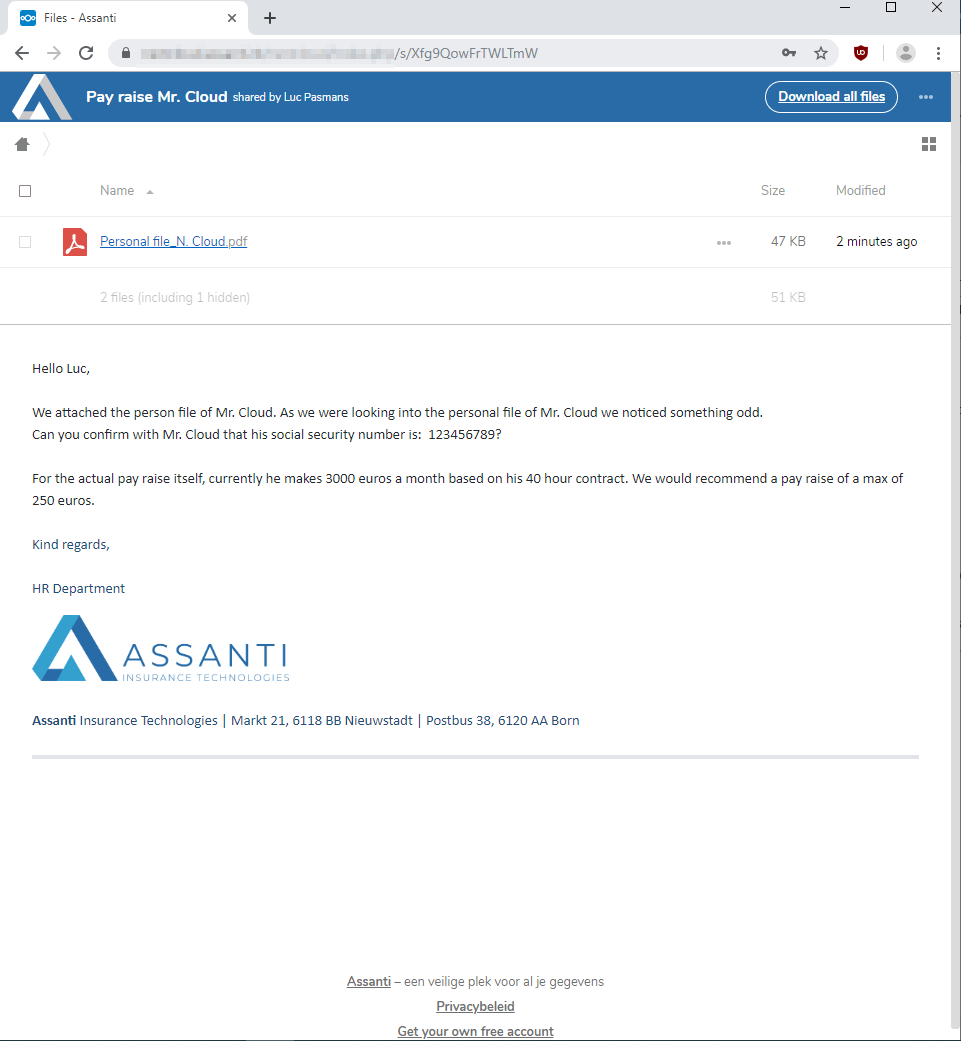 Files - Assanti
/s/Xfg9QowFrTWLTmW
Pay raise Mr. Cloud shared by Luc Pasmans
Download all files
Name
Size
Modified
Personal file_N. Cloud.pdf
47 KB
2 minutes ago
2 files (including 1 hidden)
51 KB
Hello Luc,
We attached the person file of Mr. Cloud. As we were looking into the personal file of Mr. Cloud we noticed something odd.
Can you confirm with Mr. Cloud that his social security number is:  123456789?
For the actual pay raise itself, currently he makes 3000 euros a month based on his 40 hour contract. We would recommend a pay raise of a max of
250 euros.
Kind regards,
HR Department
ASSANTI
INSURANCE TECHNOLOGIES
Assanti Insurance Technologies | Markt 21, 6118 BB Nieuwstadt | Postbus 38, 6120 AA Born
Assanti – een veilige plek voor al je gegevens
Privacybeleid
Get your own free account